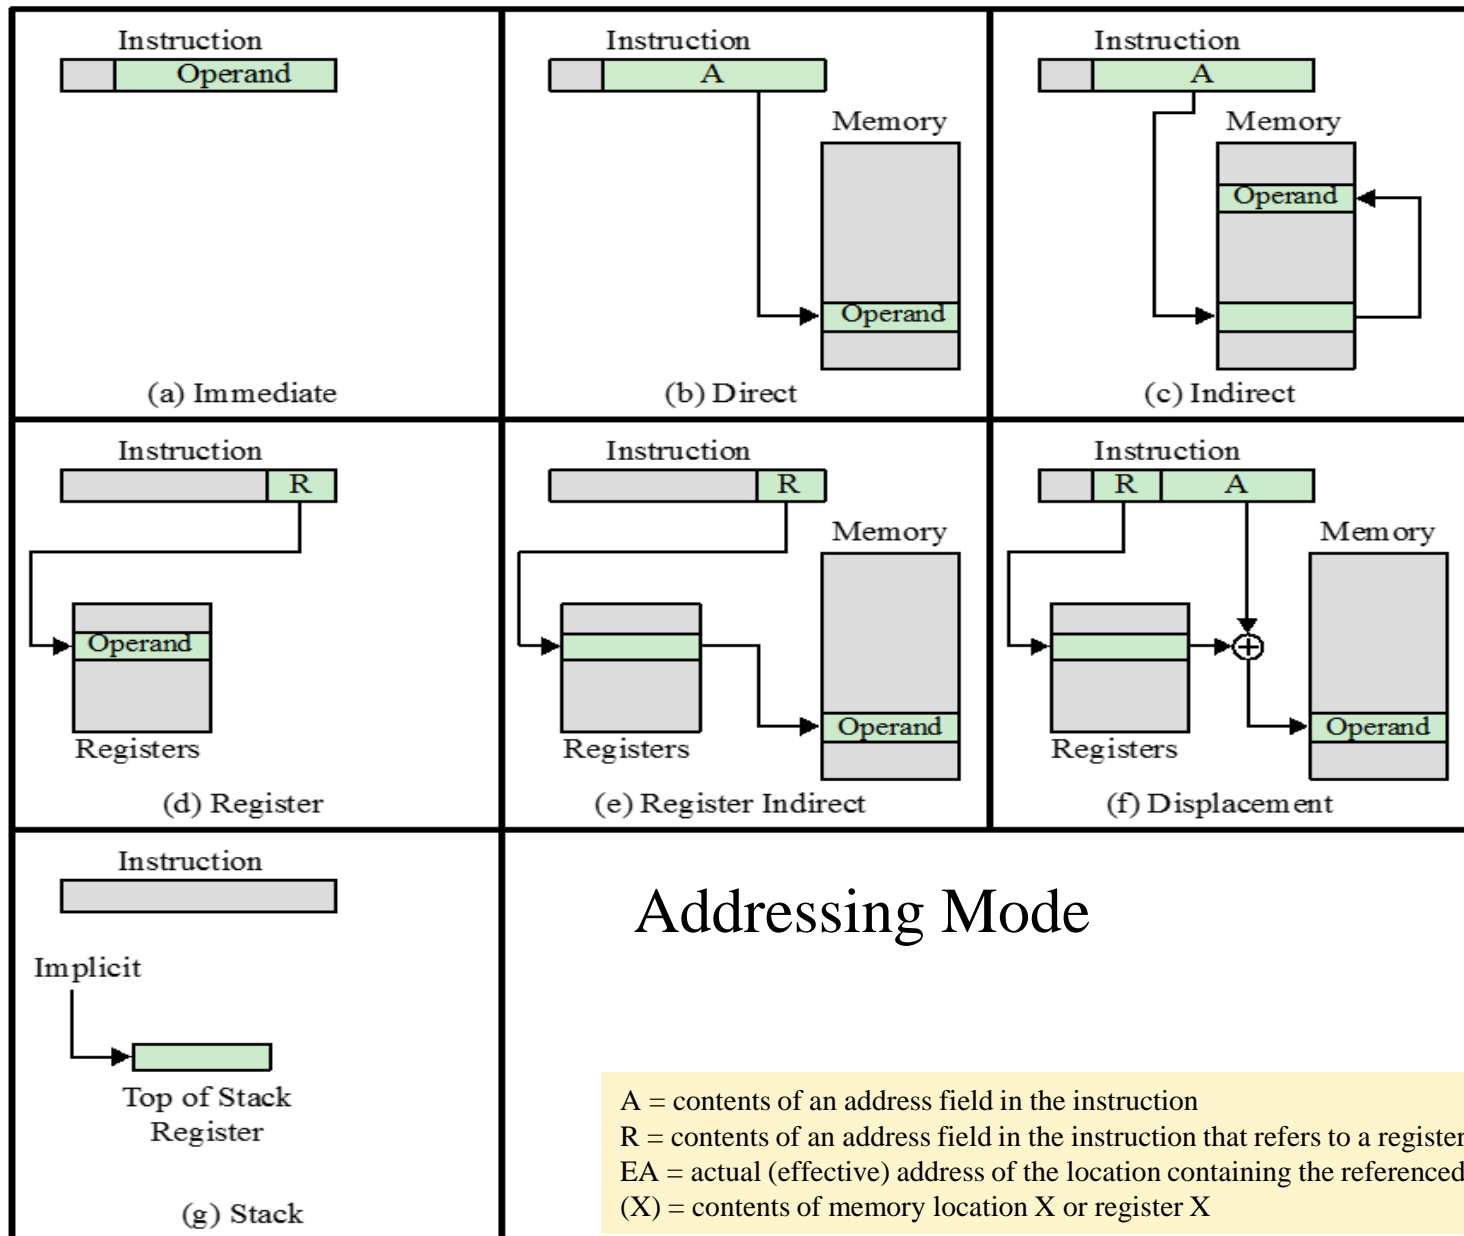 Instruction
Operand
(a) Immediate
Instruction
A
Memory
Operand
(b) Direct
Instruction
A
Memory
Operand
(c) Indirect
Instruction
R
Operand
Registers
(d) Register
Instruction
R
Memory
Operand
Registers
(e) Register Indirect
Instruction
R A
Memory
Operand
Registers
(f) Displacement
Instruction
Implicit
Top of Stack
Register
(g) Stack
Addressing Mode
A = contents of an address field in the instruction
R = contents of an address field in the instruction that refers to a register
EA = actual (effective) address of the location containing the referenced
(X) = contents of memory location X or register X